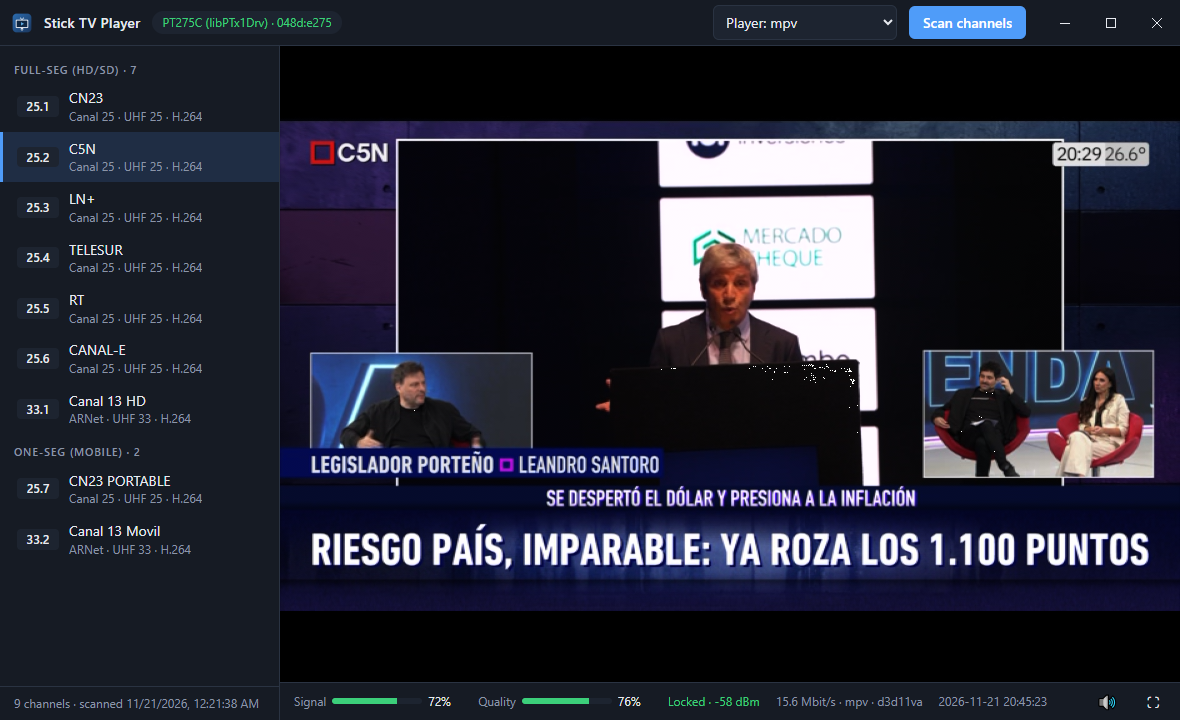 Stick TV Player
PT275C (libPTx1Drv) · 048d:e275
Player: mpv
Scan channels
FULL-SEG (HD/SD) · 7
25.1
CN23
Canal 25 · UHF 25 · H.264
25.2
C5N
Canal 25 · UHF 25 · H.264
25.3
LN+
Canal 25 · UHF 25 · H.264
25.4
TELESUR
Canal 25 · UHF 25 · H.264
25.5
RT
Canal 25 · UHF 25 · H.264
25.6
CANAL-E
Canal 25 · UHF 25 · H.264
33.1
Canal 13 HD
ARNet · UHF 33 · H.264
ONE-SEG (MOBILE) · 2
25.7
CN23 PORTABLE
Canal 25 · UHF 25 · H.264
33.2
Canal 13 Movil
ARNet · UHF 33 · H.264
9 channels · scanned 11/21/2026, 12:21:38 AM
C5N
20:29 26.6°
MERCADO
CHEQUE
ENDA
LEGISLADOR PORTEÑO LEANDRO SANTORO
SE DESPERTÓ EL DÓLAR Y PRESIONA A LA INFLACIÓN
RIESGO PAÍS, IMPARABLE: YA ROZA LOS 1.100 PUNTOS
Signal 72%
Quality 76%
Locked · -58 dBm
15.6 Mbit/s · mpv · d3d11va
2026-11-21 20:45:23